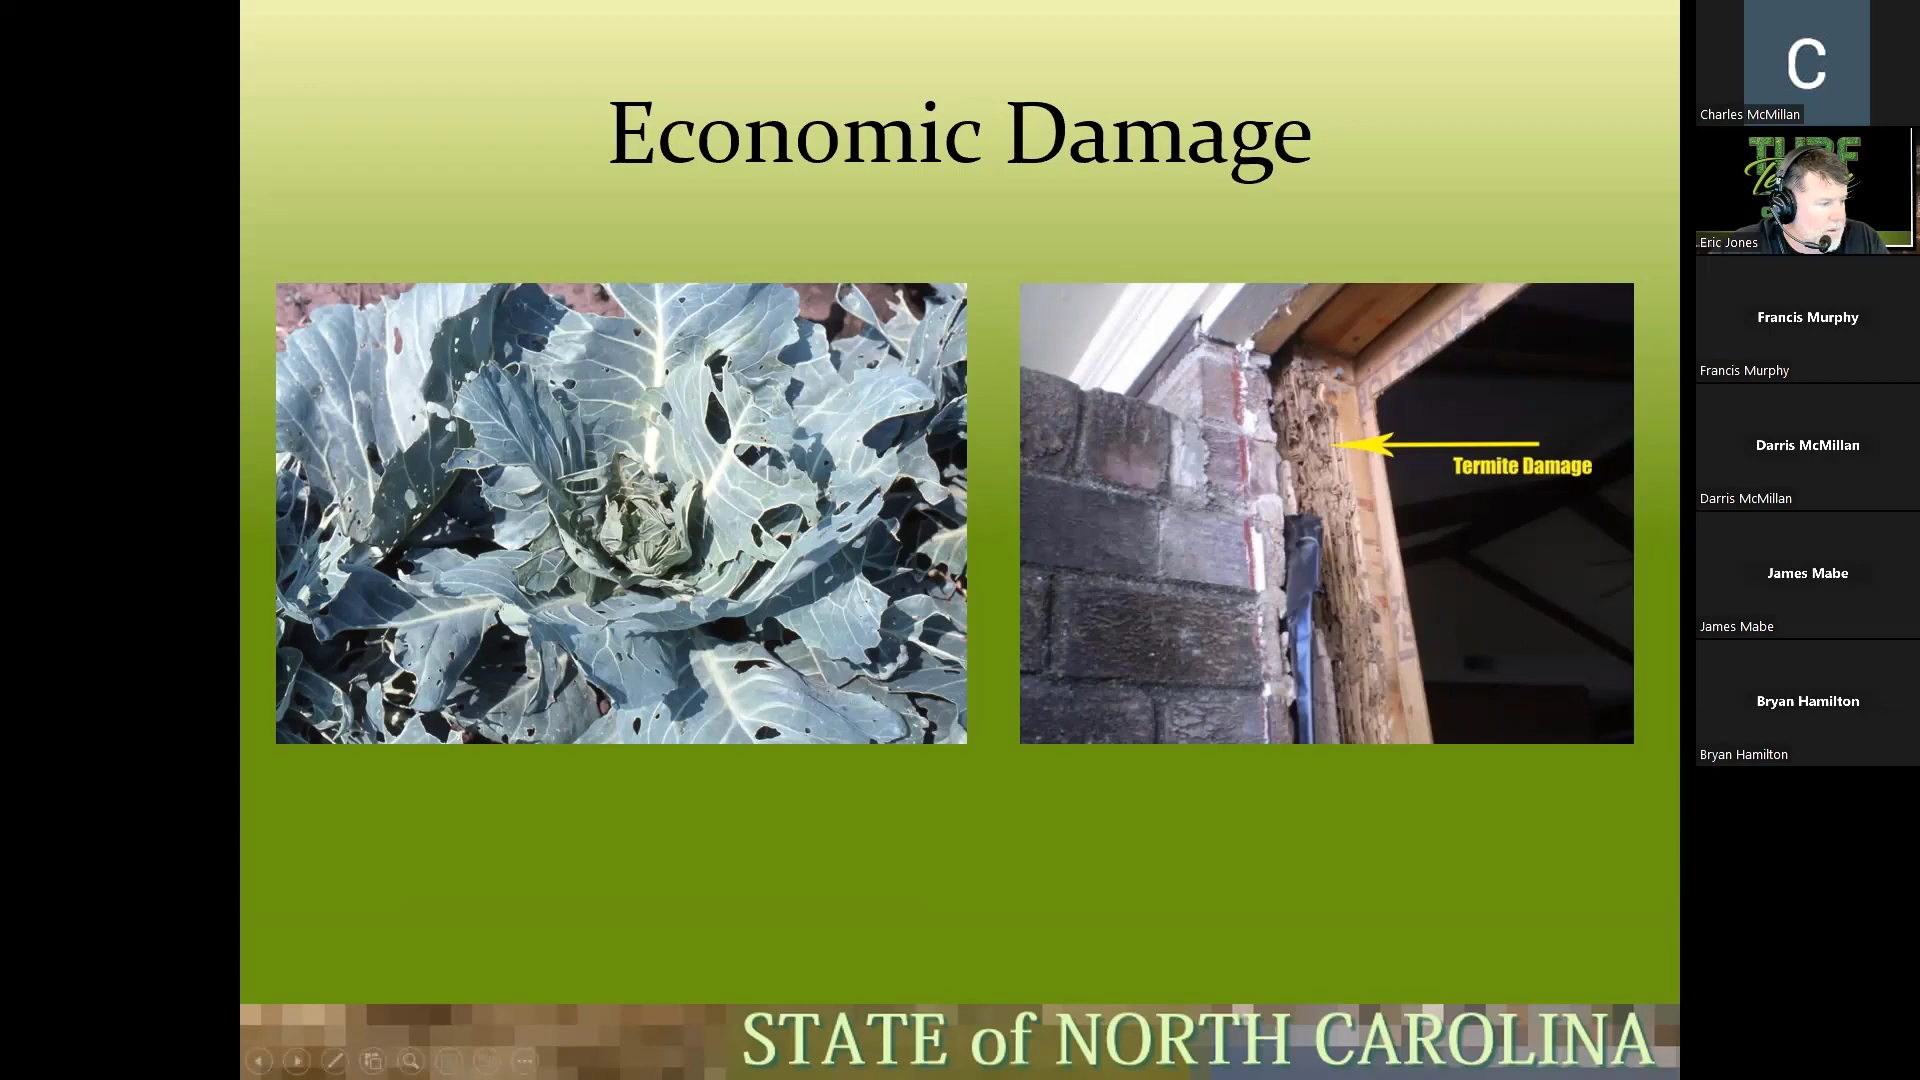 Economic Damage
Termite Damage
STATE of NORTH CAROLINA
C
Charles McMillan
TURF
Eric Jones
Francis Murphy
Francis Murphy
Darris McMillan
Darris McMillan
James Mabe
James Mabe
Bryan Hamilton
Bryan Hamilton